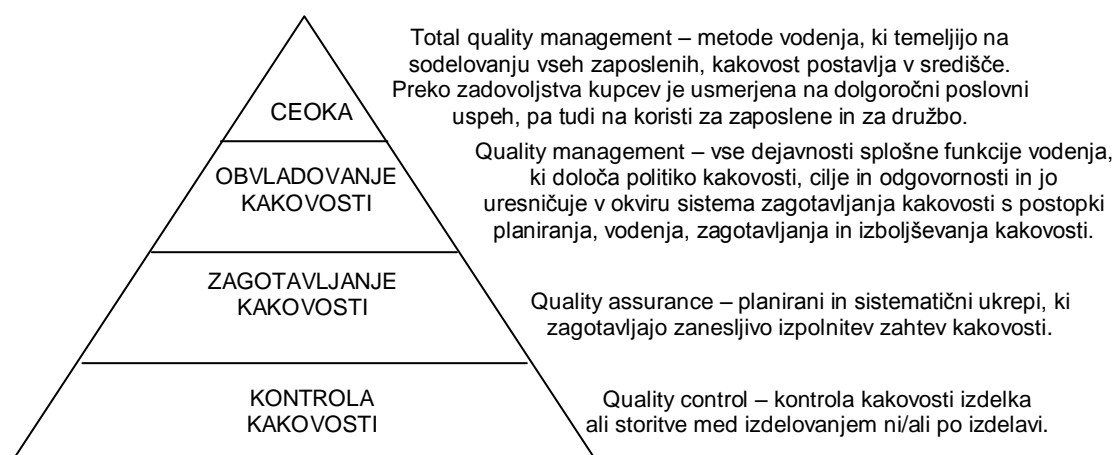 Total quality management – metode vodenja, ki temeljijo na
sodelovanju vseh zaposlenih, kakovost postavlja v središče.
Preko zadovoljstva kupcev je usmerjena na dolgoročni poslovni
uspeh, pa tudi na koristi za zaposlene in za družbo.
CEOKA
Quality management – vse dejavnosti splošne funkcije vodenja,
ki določa politiko kakovosti, cilje in odgovornosti in jo
uresničuje v okviru sistema zagotavljanja kakovosti s postopki
planiranja, vodenja, zagotavljanja in izboljševanja kakovosti.
OBVLADOVANJE
KAKOVOSTI
ZAGOTAVLJANJE
KAKOVOSTI
Quality assurance – planirani in sistematični ukrepi, ki
zagotavljajo zanesljivo izpolnitev zahtev kakovosti.
KONTROLA
KAKOVOSTI
Quality control – kontrola kakovosti izdelka
ali storitve med izdelovanjem ni/ali po izdelavi.